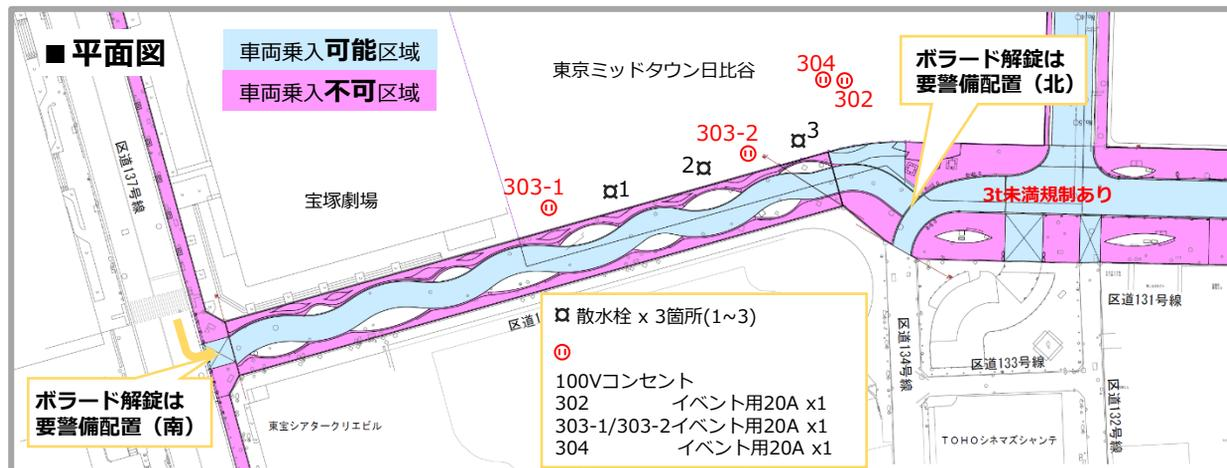 ■ 平面図
車両乗入可能区域
車両乗入不可区域
東京ミッドタウン日比谷
304
302
ボラード解錠は
要警備配置（北）
303-2
3
2
303-1
1
区道137号線
宝塚劇場
3t未満規制あり
散水栓 x 3箇所(1~3)
100Vコンセント
302 イベント用20A x1
303-1/303-2イベント用20A x1
304 イベント用20A x1
区道1
区道134号線
区道131号線
区道133号線
区道132号線
ボラード解錠は
要警備配置（南）
東宝シアタークリエビル
TOHOシネマズシャンテ